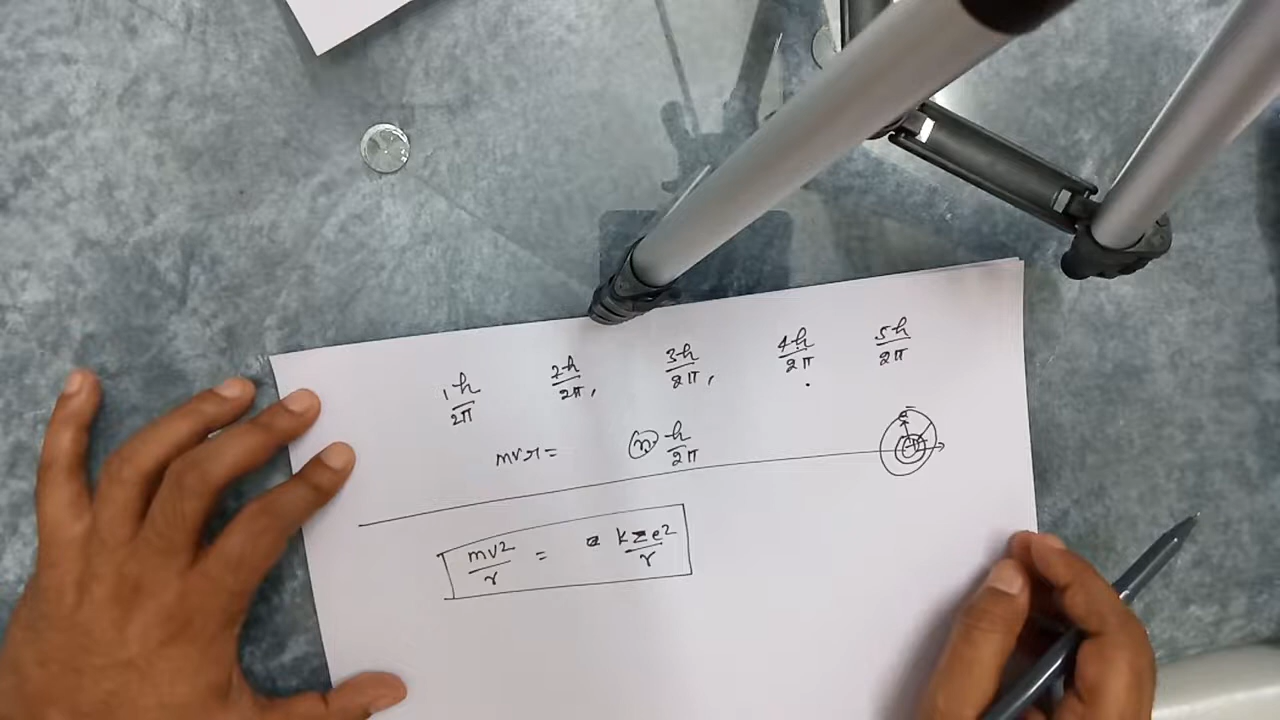 1h/2π 2h/2π, 3h/2π, 4h/2π 5h/2π
mvr = n h/2π
mv²/r = kze²/r